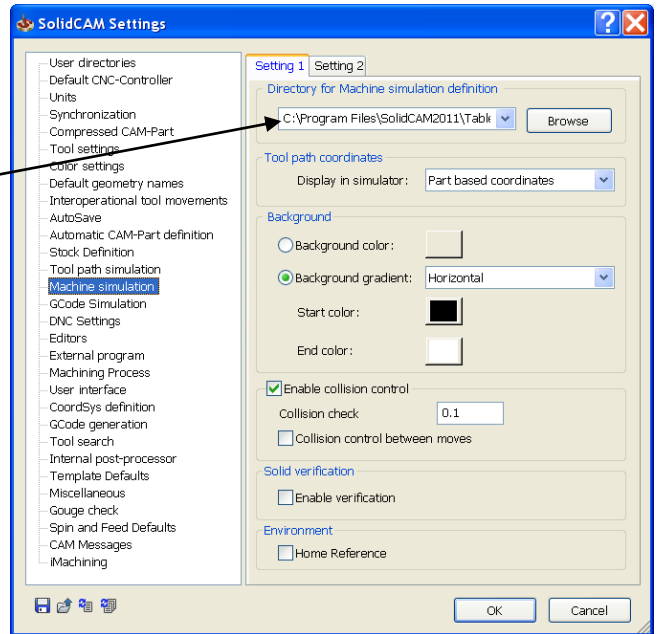 SolidCAM Settings
User directories
Default CNC-Controller
Units
Synchronization
Compressed CAM-Part
Tool settings
Color settings
Default geometry names
Interoperational tool movements
AutoSave
Automatic CAM-Part definition
Stock Definition
Tool path simulation
Machine simulation
GCode Simulation
DNC Settings
Editors
External program
Machining Process
User interface
CoordSys definition
GCode generation
Tool search
Internal post-processor
Template Defaults
Miscellaneous
Gouge check
Spin and Feed Defaults
CAM Messages
iMachining
Setting 1 Setting 2
Directory for Machine simulation definition
C:\Program Files\SolidCAM2011\Table Browse
Tool path coordinates
Display in simulator: Part based coordinates
Background
Background color:
Background gradient: Horizontal
Start color:
End color:
Enable collision control
Collision check 0.1
Collision control between moves
Solid verification
Enable verification
Environment
Home Reference
OK Cancel